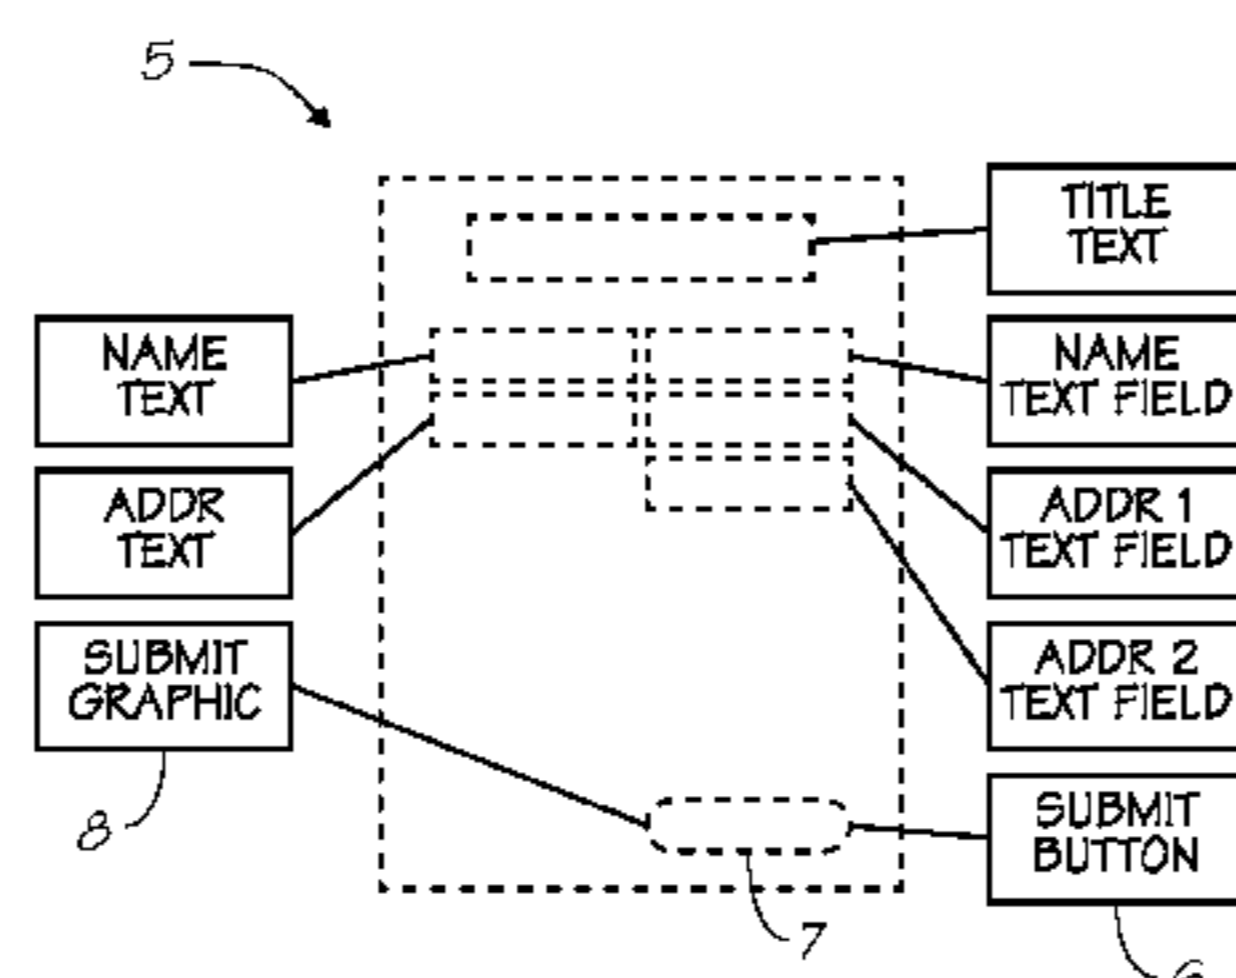 5
TITLE
TEXT
NAME
TEXT
NAME
TEXT FIELD
ADDR
TEXT
ADDR 1
TEXT FIELD
SUBMIT
GRAPHIC
ADDR 2
TEXT FIELD
8
SUBMIT
BUTTON
7